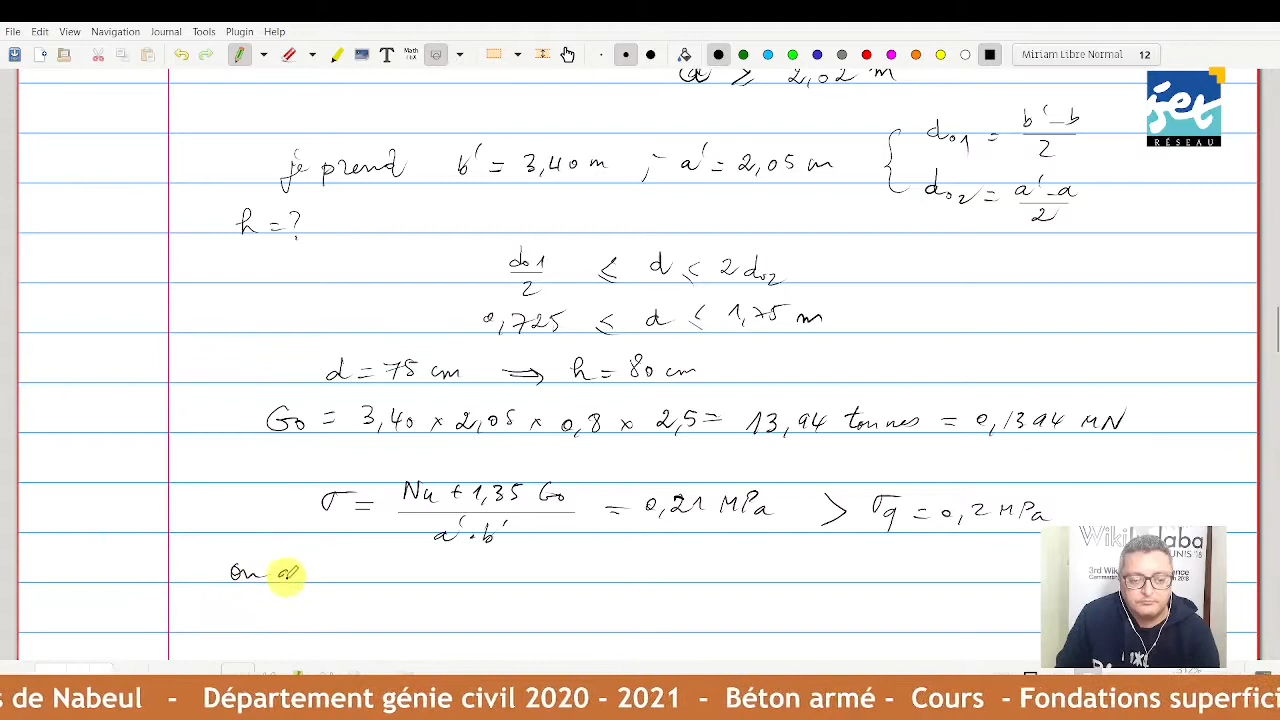 File Edit View Navigation Journal Tools Plugin Help
Miriam Libre Normal 12
a' ⩾ 2,02 m
iset
RÉSEAU
je prend b' = 3,40 m ; a' = 2,05 m
d01 = (b' - b) / 2
d02 = (a' - a) / 2
h = ?
d01 / 2 ⩽ d ⩽ 2 d02
0,725 ⩽ d ⩽ 1,75 m
d = 75 cm ⟹ h = 80 cm
G0 = 3,40 × 2,05 × 0,8 × 2,5 = 13,94 tonnes = 0,1394 MN
σ = (Nu + 1,35 G0) / (a'.b') = 0,21 MPa > σq = 0,2 MPa
on a
3rd Wik
s de Nabeul - Département génie civil 2020 - 2021 - Béton armé - Cours - Fondations superfici